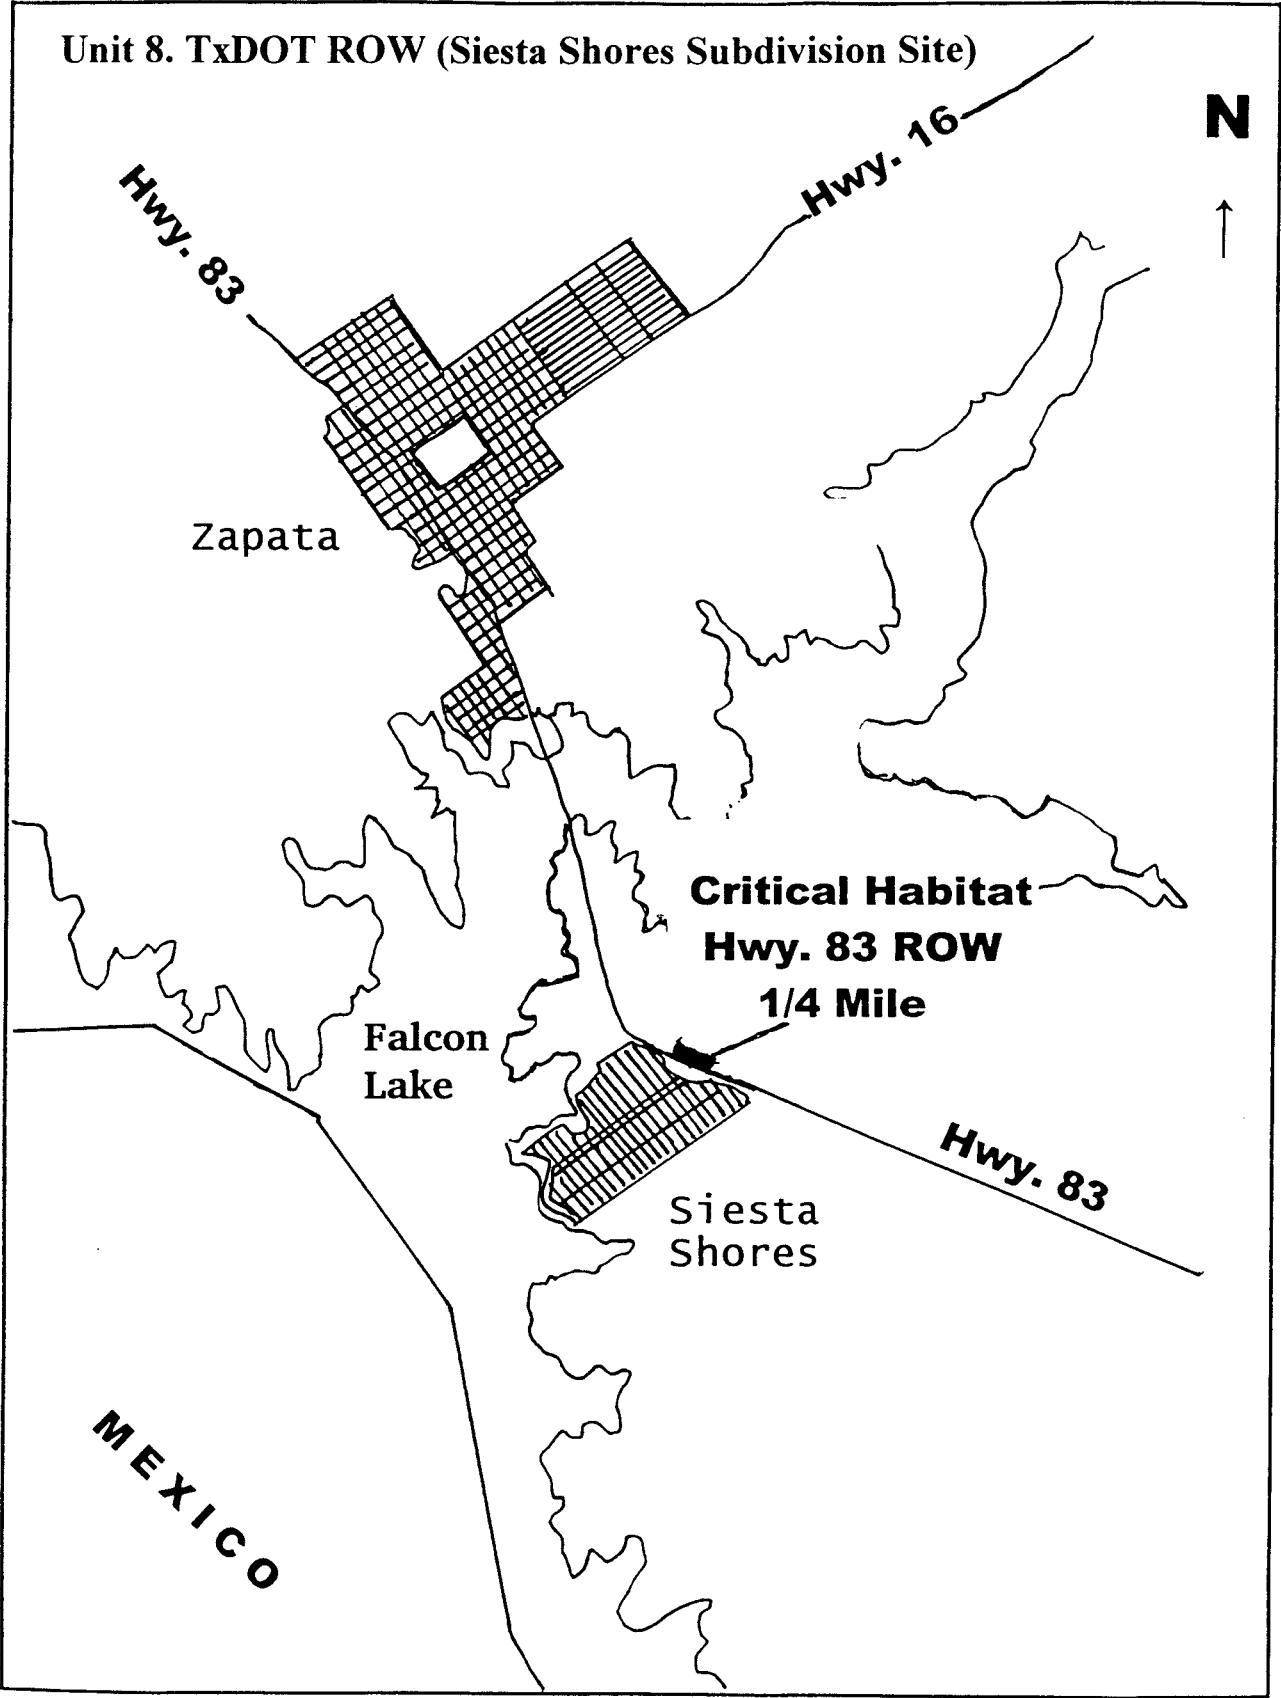 Unit 8. TxDOT ROW (Siesta Shores Subdivision Site)
N
Hwy. 16
Hwy. 83
Zapata
Critical Habitat
Hwy. 83 ROW
1/4 Mile
Falcon
Lake
Hwy. 83
Siesta
Shores
MEXICO